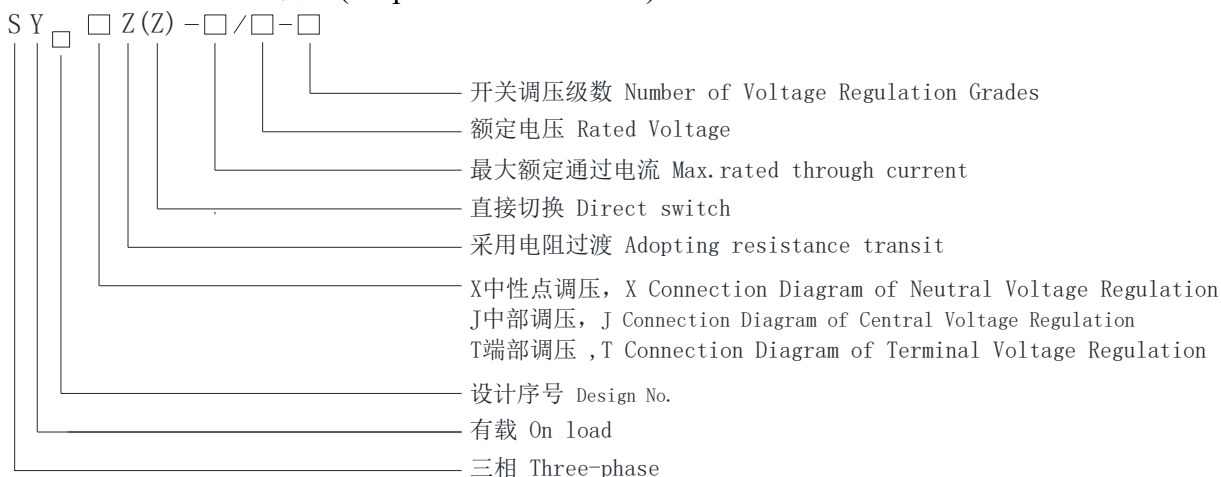 S Y □ □ Z(Z)-□/□-□
开关调压级数 Number of Voltage Regulation Grades
额定电压 Rated Voltage
最大额定通过电流 Max.rated through current
直接切换 Direct switch
采用电阻过渡 Adopting resistance transit
X中性点调压，X Connection Diagram of Neutral Voltage Regulation
J中部调压，J Connection Diagram of Central Voltage Regulation
T端部调压 ,T Connection Diagram of Terminal Voltage Regulation
设计序号 Design No.
有载 On load
三相 Three-phase